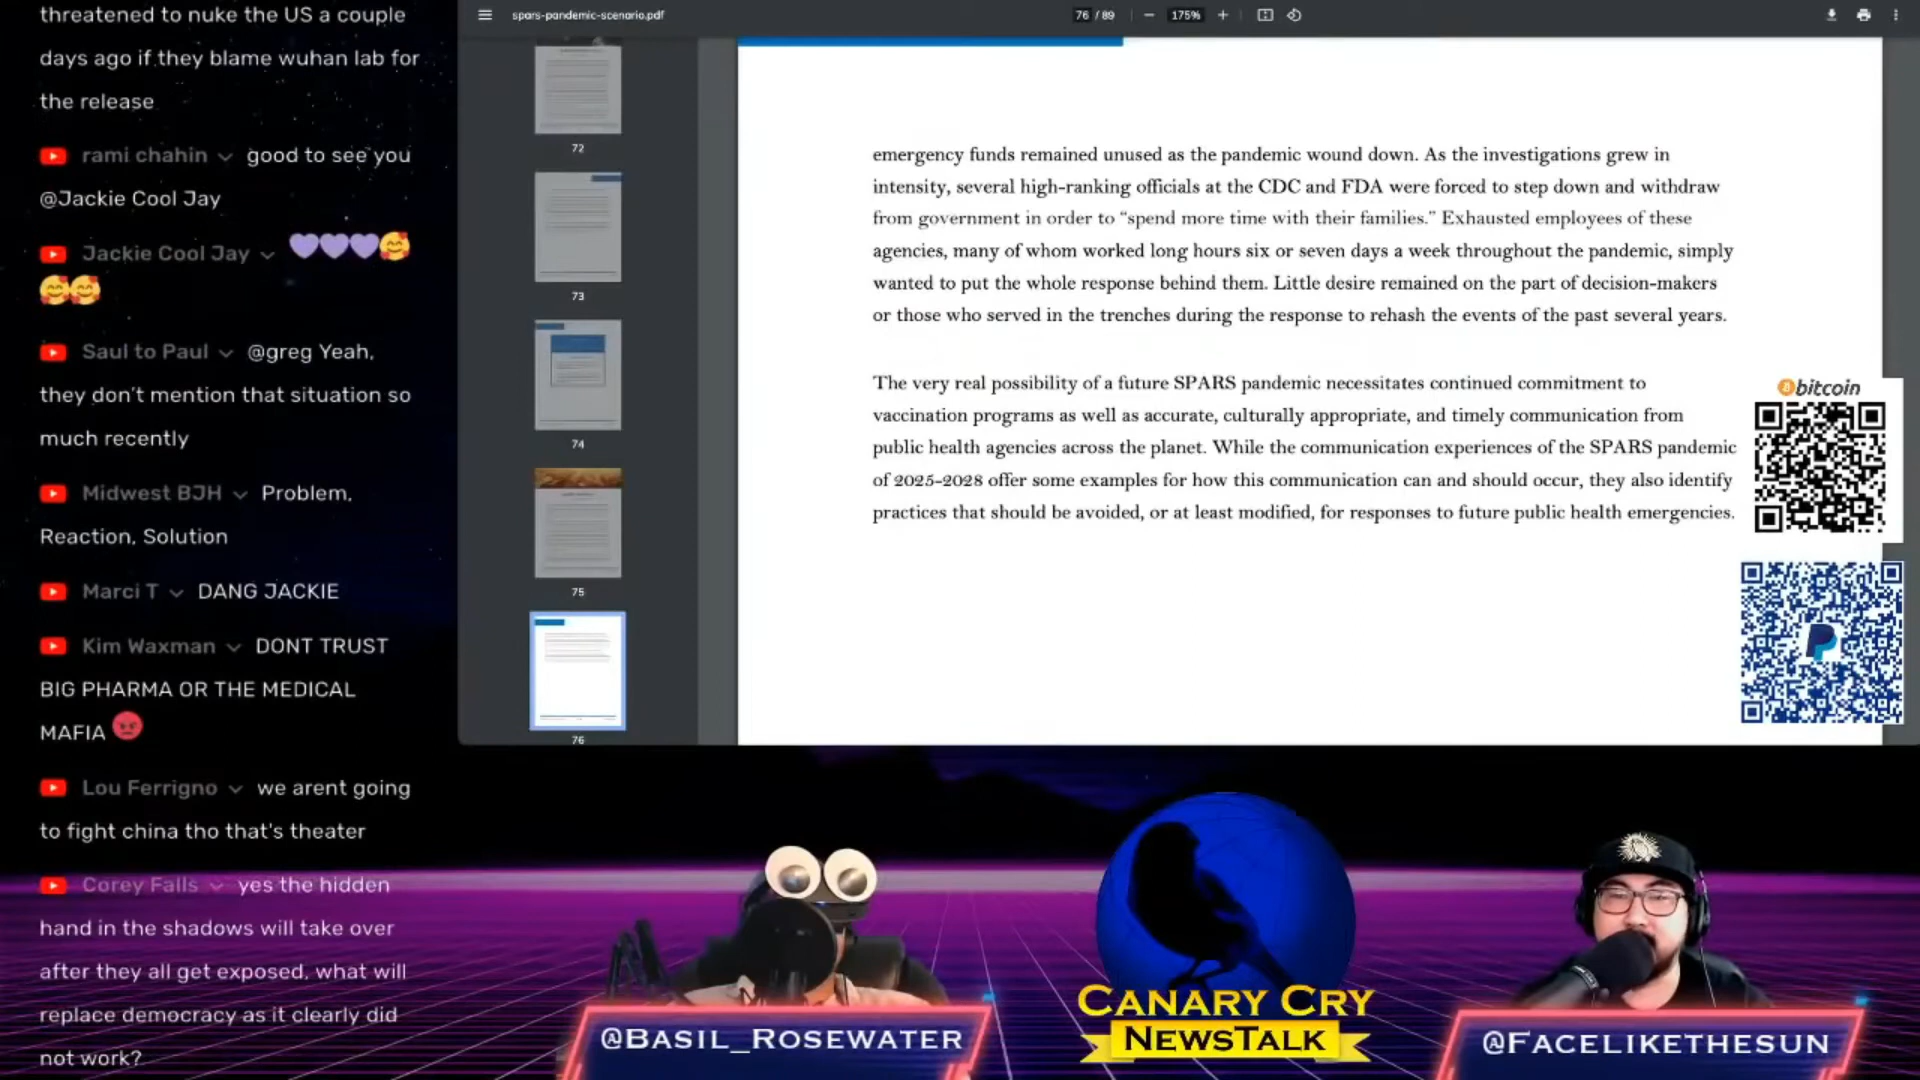 threatened to nuke the US a couple
days ago if they blame wuhan lab for
the release
rami chahin good to see you
@Jackie Cool Jay
Jackie Cool Jay 💜💜💜🥰
🥰🥰
Saul to Paul @greg Yeah,
they don't mention that situation so
much recently
Midwest BJH Problem,
Reaction, Solution
Marci T DANG JACKIE
Kim Waxman DONT TRUST
BIG PHARMA OR THE MEDICAL
MAFIA 😡
Lou Ferrigno we arent going
to fight china tho that's theater
Corey Falls yes the hidden
hand in the shadows will take over
after they all get exposed, what will
replace democracy as it clearly did
not work?
spars-pandemic-scenario.pdf
76 / 89 — 175% +
72
73
74
75
76
emergency funds remained unused as the pandemic wound down. As the investigations grew in
intensity, several high-ranking officials at the CDC and FDA were forced to step down and withdraw
from government in order to “spend more time with their families.” Exhausted employees of these
agencies, many of whom worked long hours six or seven days a week throughout the pandemic, simply
wanted to put the whole response behind them. Little desire remained on the part of decision-makers
or those who served in the trenches during the response to rehash the events of the past several years.
The very real possibility of a future SPARS pandemic necessitates continued commitment to
vaccination programs as well as accurate, culturally appropriate, and timely communication from
public health agencies across the planet. While the communication experiences of the SPARS pandemic
of 2025-2028 offer some examples for how this communication can and should occur, they also identify
practices that should be avoided, or at least modified, for responses to future public health emergencies.
bitcoin
@BASIL_ROSEWATER
CANARY CRY
NEWSTALK
@FACELIKETHESUN